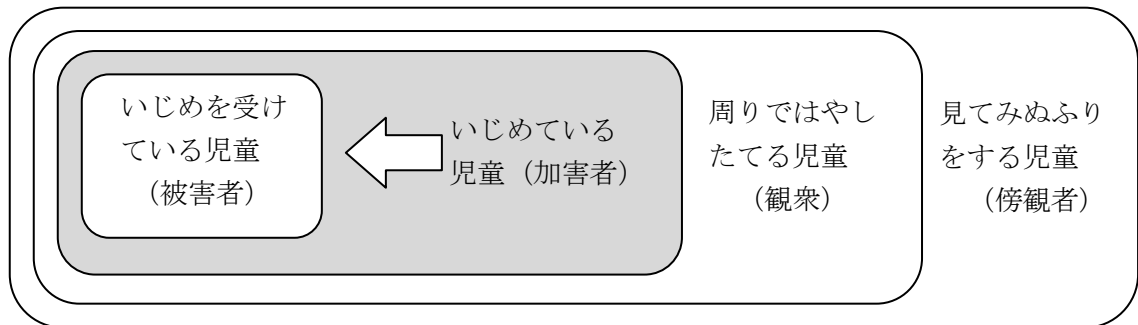 いじめを受け
ている児童
（被害者）
いじめている
児童（加害者）
周りではやし
たてる児童
（観衆）
見てみぬふり
をする児童
（傍観者）